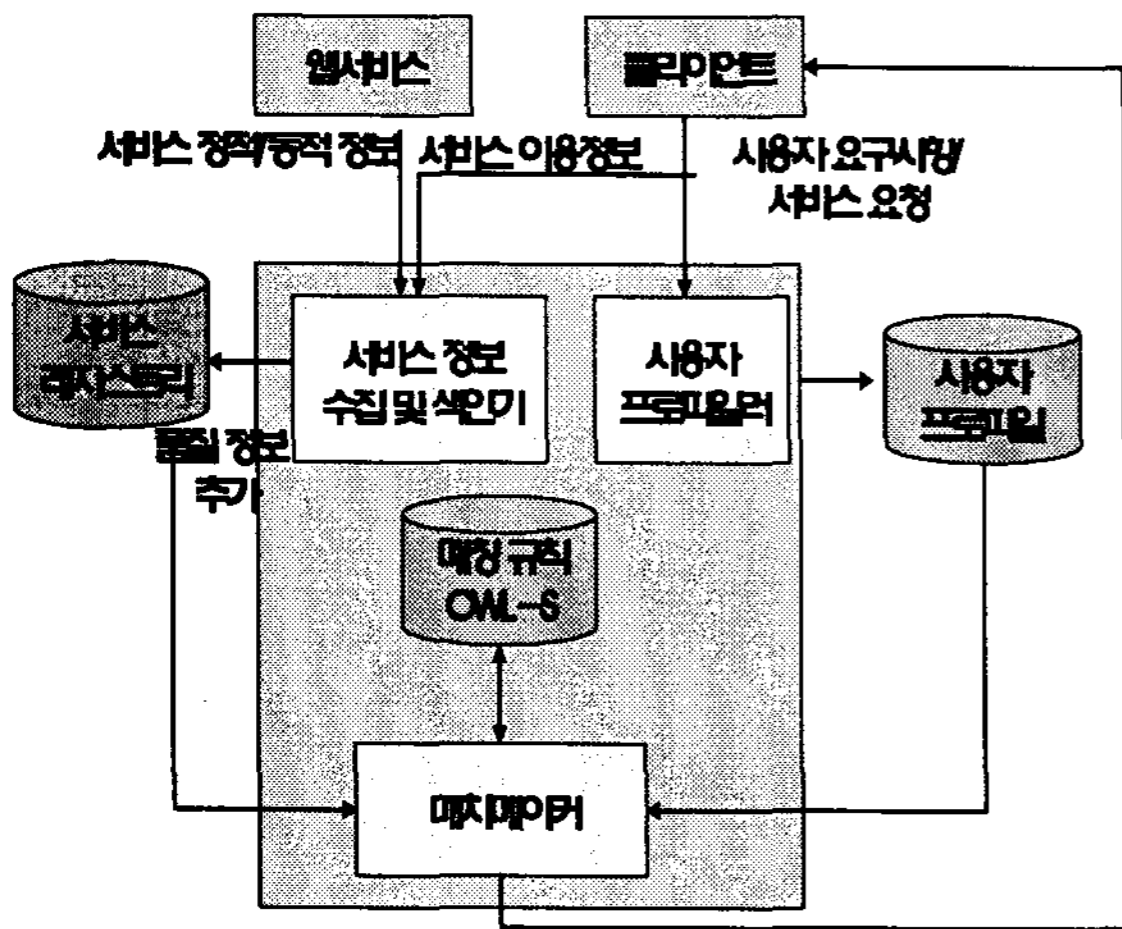 웹서비스
클라이언트
서비스 정적/동적 정보
서비스 이용정보
사용자 요구사항/
서비스 요청
서비스
레지스트리
서비스 정보
수집 및 색인기
사용자
프로파일러
사용자
프로파일
품질 정보
추가
매칭 규칙
OWL-S
매치메이커